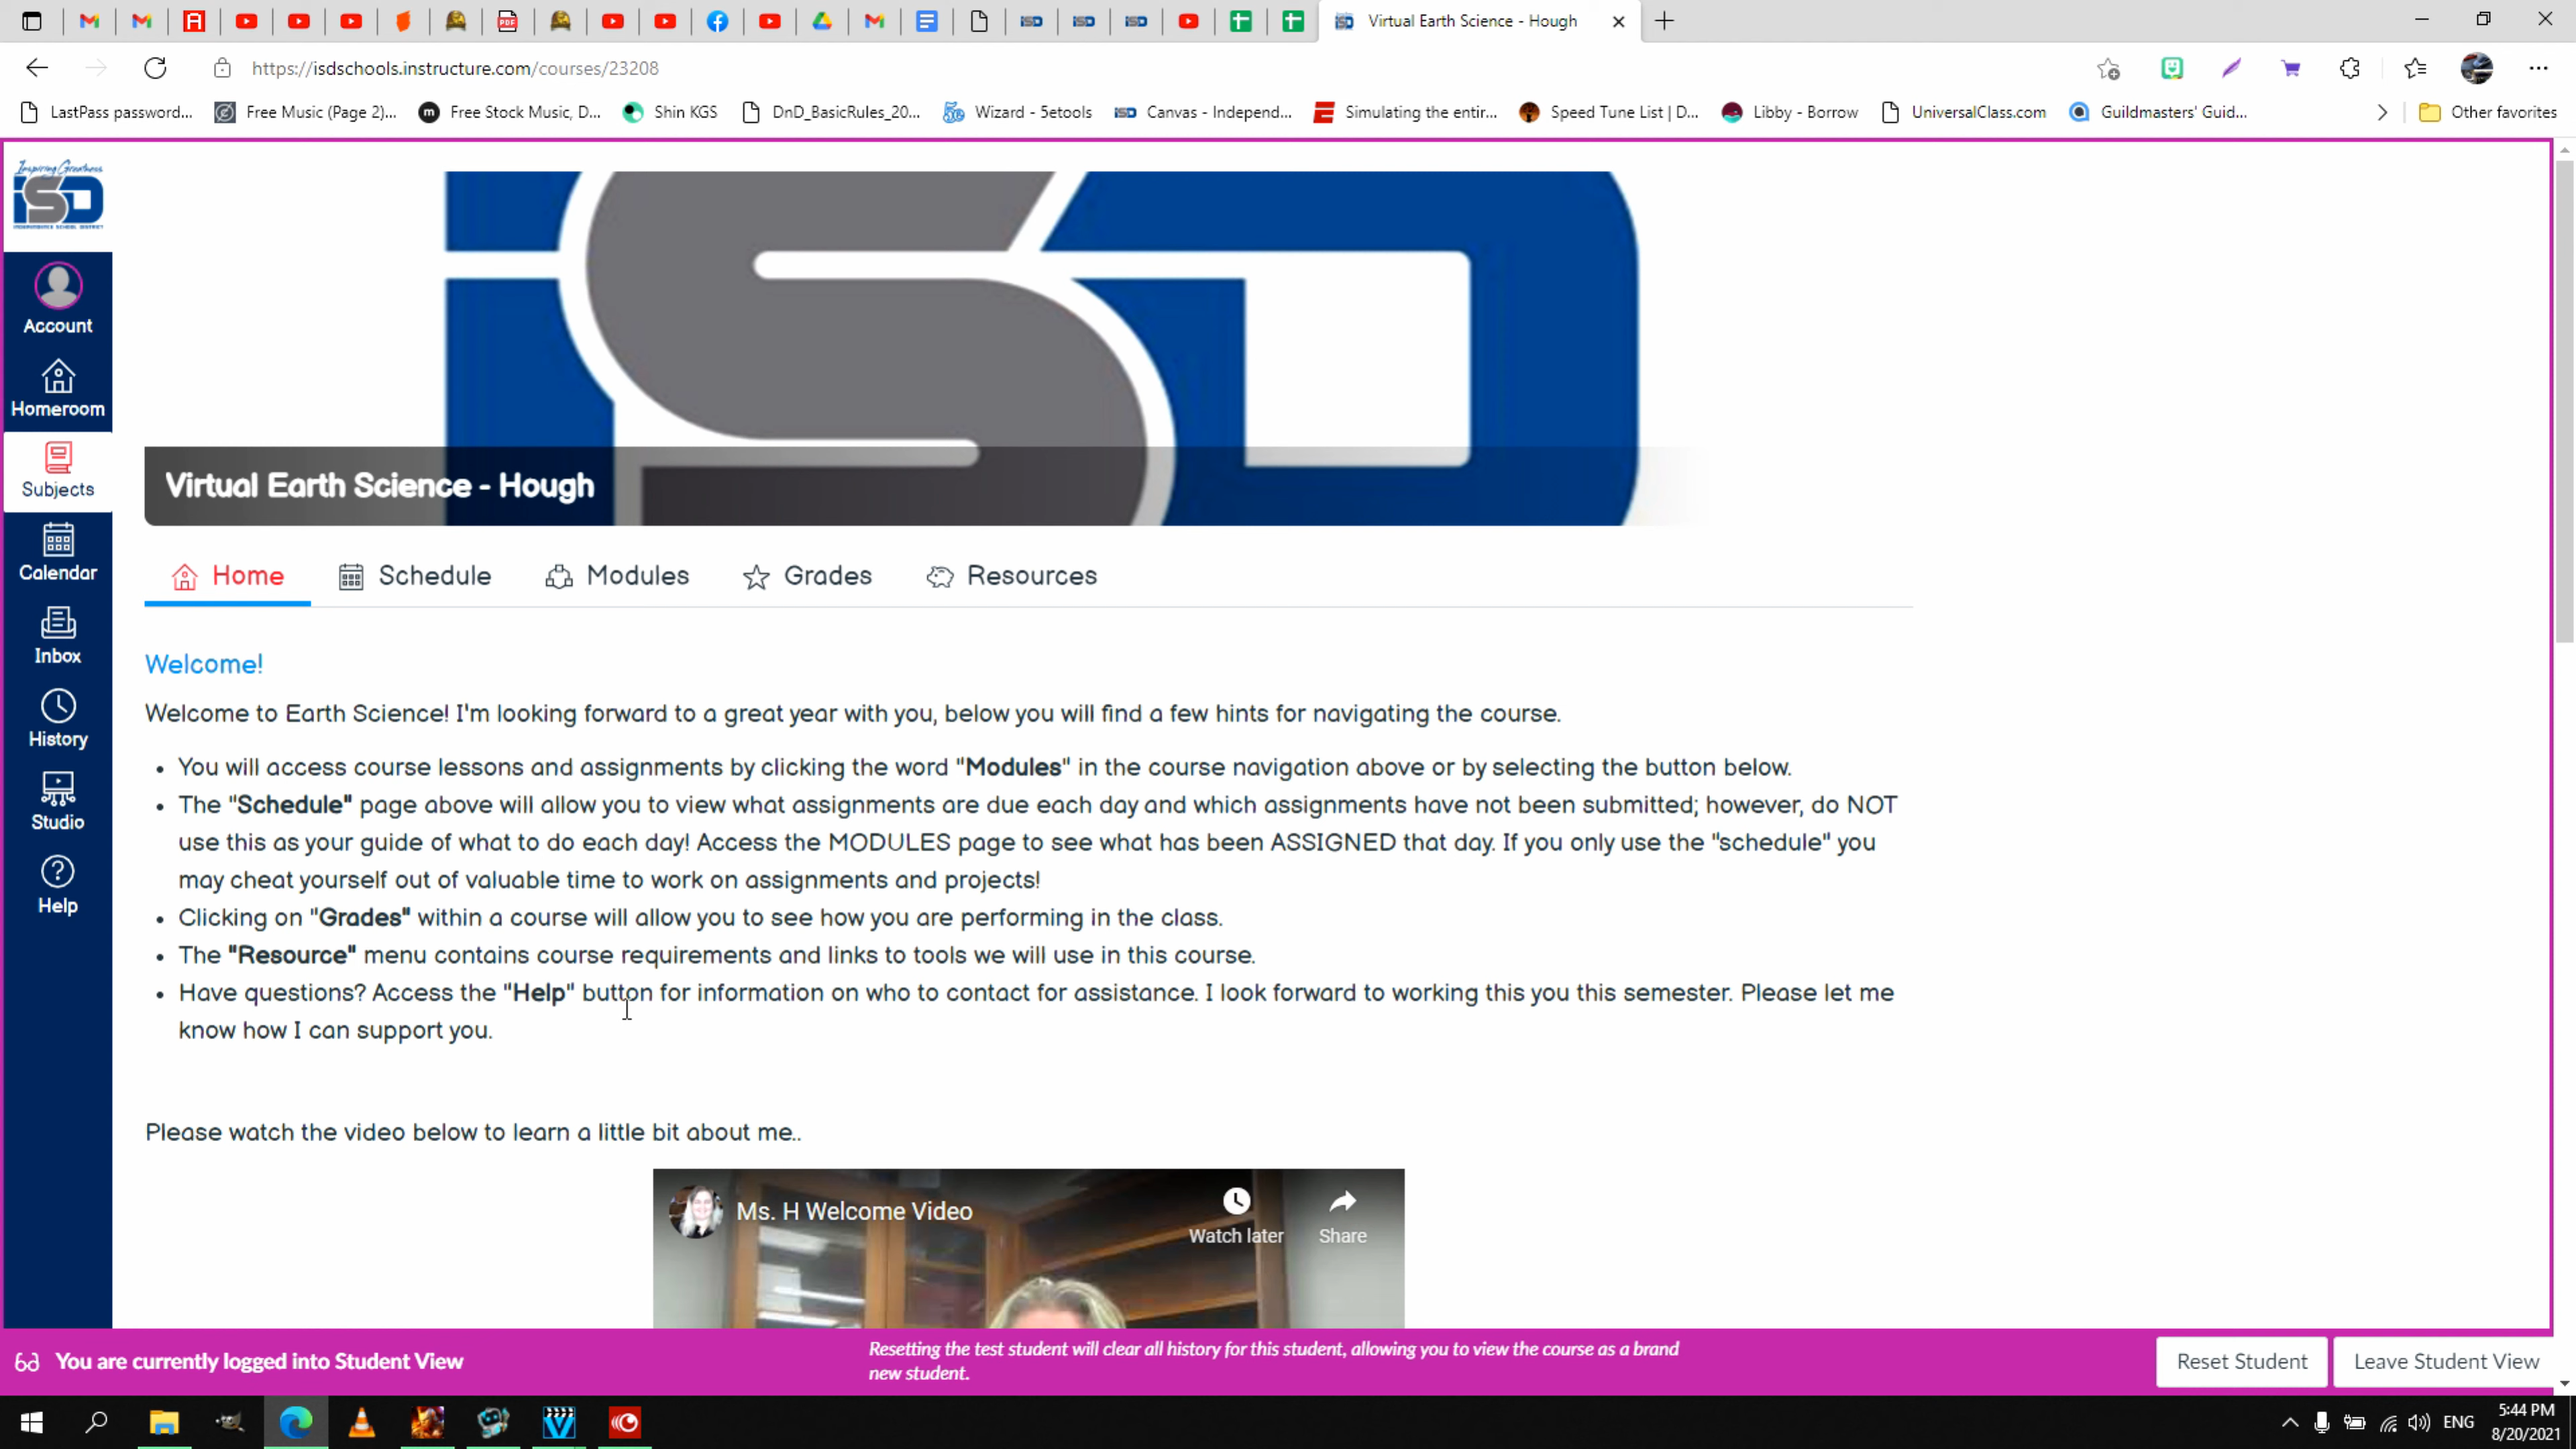 Virtual Earth Science - Hough
https://isdschools.instructure.com/courses/23208
LastPass password...
Free Music (Page 2)...
Free Stock Music, D...
Shin KGS
DnD_BasicRules_20...
Wizard - 5etools
Canvas - Independ...
Simulating the entir...
Speed Tune List | D...
Libby - Borrow
UniversalClass.com
Guildmasters' Guid...
Other favorites
Inspiring Greatness
iSD
INDEPENDENCE SCHOOL DISTRICT
Account
Homeroom
Subjects
Calendar
Inbox
History
Studio
Help
iSD
Virtual Earth Science - Hough
Home
Schedule
Modules
Grades
Resources
Welcome!
Welcome to Earth Science! I'm looking forward to a great year with you, below you will find a few hints for navigating the course.
• You will access course lessons and assignments by clicking the word "Modules" in the course navigation above or by selecting the button below.
• The "Schedule" page above will allow you to view what assignments are due each day and which assignments have not been submitted; however, do NOT
use this as your guide of what to do each day! Access the MODULES page to see what has been ASSIGNED that day. If you only use the "schedule" you
may cheat yourself out of valuable time to work on assignments and projects!
• Clicking on "Grades" within a course will allow you to see how you are performing in the class.
• The "Resource" menu contains course requirements and links to tools we will use in this course.
• Have questions? Access the "Help" button for information on who to contact for assistance. I look forward to working this you this semester. Please let me
know how I can support you.
Please watch the video below to learn a little bit about me..
Ms. H Welcome Video
Watch later
Share
You are currently logged into Student View
Resetting the test student will clear all history for this student, allowing you to view the course as a brand
new student.
Reset Student
Leave Student View
ENG
5:44 PM
8/20/2021